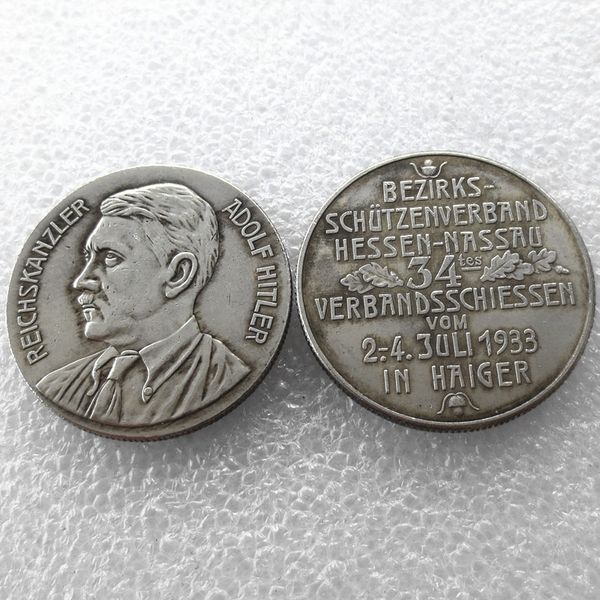 REICHSKANZLER
ADOLF HITLER
BEZIRKS-
SCHÜTZENVERBAND
HESSEN-NASSAU
34tes
VERBANDSSCHIESSEN
VOM
2.-4. JULI 1933
IN HAIGER